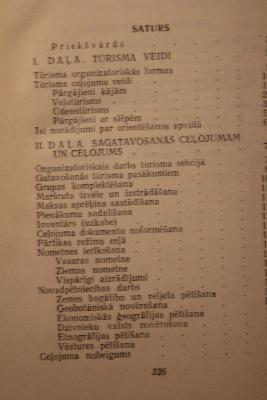 SATURS
Priekšvārds
I. DAĻA. TŪRISMA VEIDI
Tūrisma organizatoriskās formas
Tūrisma ceļojumu veidi
Pārgājieni kājām
Velotūrisms
Ūdenstūrisms
Pārgājieni ar slēpēm
Īsi norādījumi par orientēšanos apvidū
II. DAĻA. SAGATAVOŠANĀS CEĻOJUMAM
UN CEĻOJUMS
Organizatoriskais darbs tūrisma sekcijā
Gatavošanās tūrisma pasākumiem
Grupas komplektēšana
Maršruta izvēle un izstrādāšana
Maksas sprēķina sastādīšana
Pienākumu sadalīšana
Inventārs (uzkabe)
Ceļojuma dokumentu noformēšana
Pārtikas režīms ceļā
Nometnes ierīkošana
Vasaras nometne
Ziemas nometne
Vispārīgi aizrādījumi
Novadpētniecības darbs
Zemes bagātību un reljefa pētīšana
Ģeobotāniskā novērošana
Ekonomiskās ģeogrāfijas pētīšana
Dzīvnieku valsts novērošana
Etnogrāfijas pētīšana
Vēstures pētīšana
Ceļojuma nobeigums
326